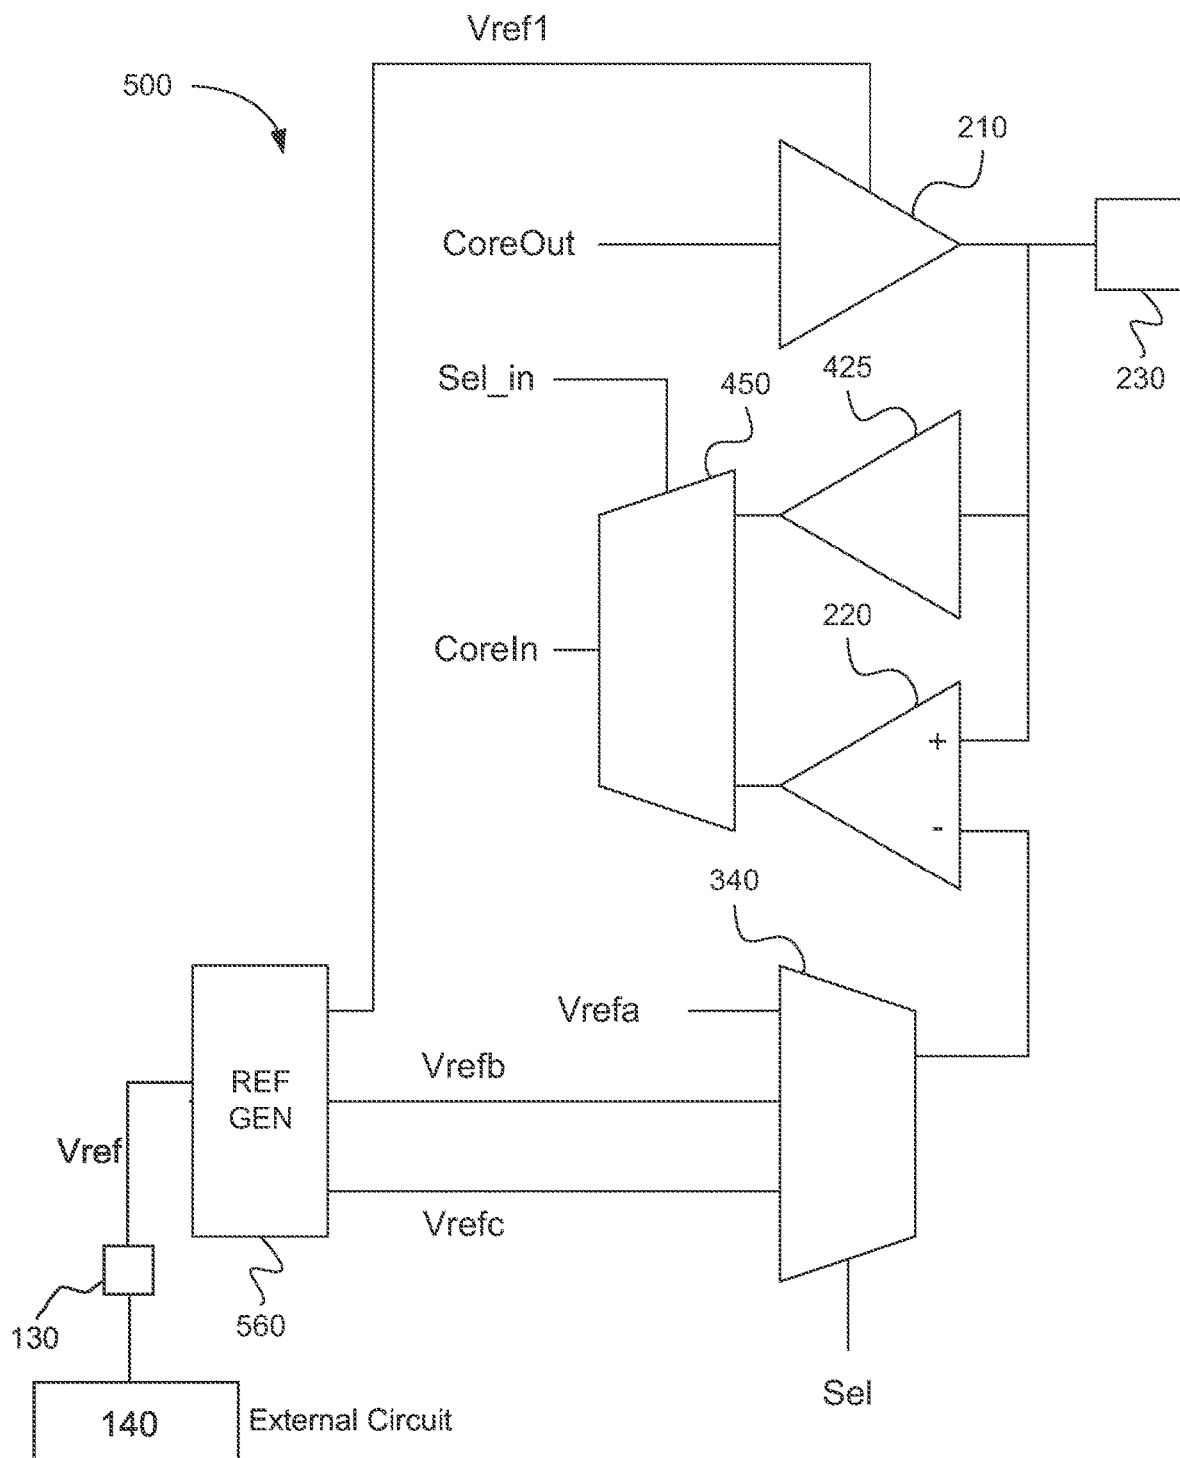 Vref1
500
210
CoreOut
230
Sel_in
450
425
CoreIn
220
+
-
340
Vrefa
REF
GEN
Vrefb
Vref
Vrefc
130
560
Sel
140
External Circuit